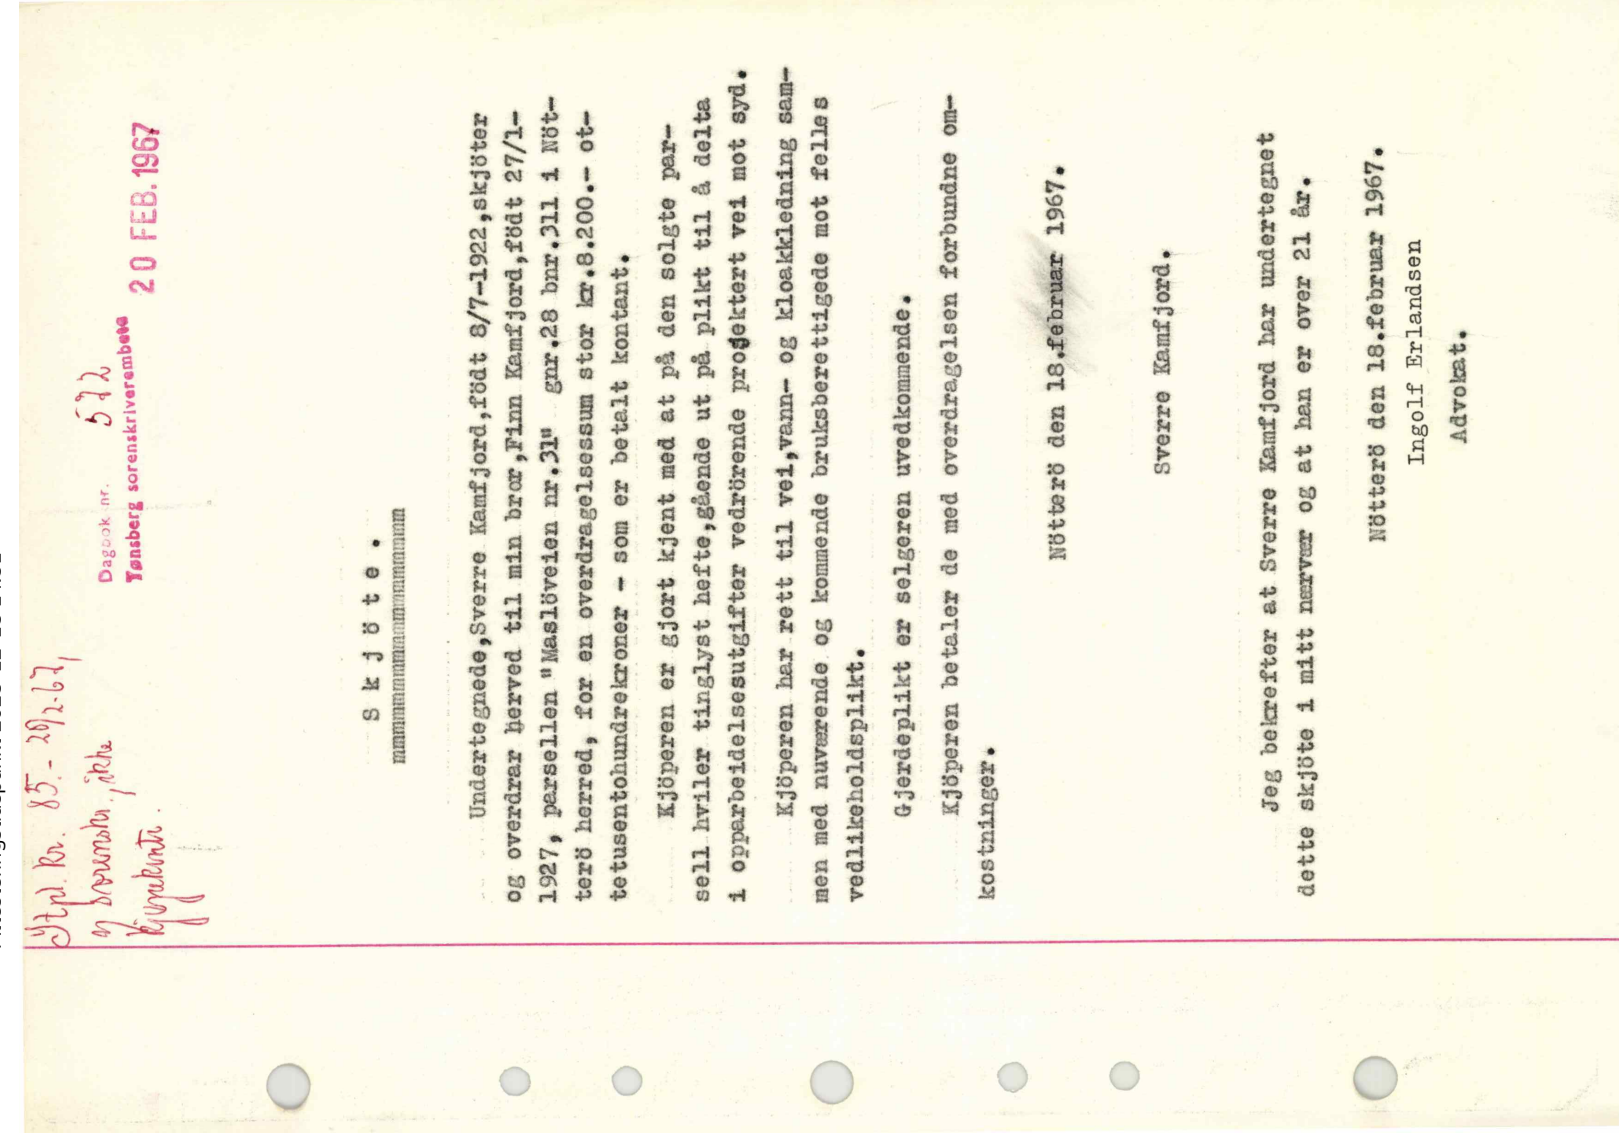 Stpl. kr. 85.- 20/2-67,
Dagbok nr. 572
Tønsberg sorenskriverembete
20 FEB. 1967
S k j ö t e .
Undertegnede,Sverre Kamfjord,födt 8/7-1922,skjöter
og overdrar herved til min bror,Finn Kamfjord,födt 27/1-
1927, parsellen "Maslöveien nr.31" gnr.28 bnr.311 i Nöt-
terö herred, for en overdragelsessum stor kr.8.200.- ot-
tetusentohundrekroner - som er betalt kontant.
Kjöperen er gjort kjent med at på den solgte par-
sell hviler tinglyst hefte,gående ut på plikt til å delta
i opparbeidelsesutgifter vedrörende prosjektert vei mot syd.
Kjöperen har rett til vei,vann- og kloakkledning sam-
men med nuværende og kommende bruksberettigede mot felles
vedlikeholdsplikt.
Gjerdeplikt er selgeren uvedkommende.
Kjöperen betaler de med overdragelsen forbundne om-
kostninger.
Nötterö den 18.februar 1967.
Sverre Kamfjord.
Jeg bekrefter at Sverre Kamfjord har undertegnet
dette skjöte i mitt nærvær og at han er over 21 år.
Nötterö den 18.februar 1967.
Ingolf Erlandsen
Advokat.